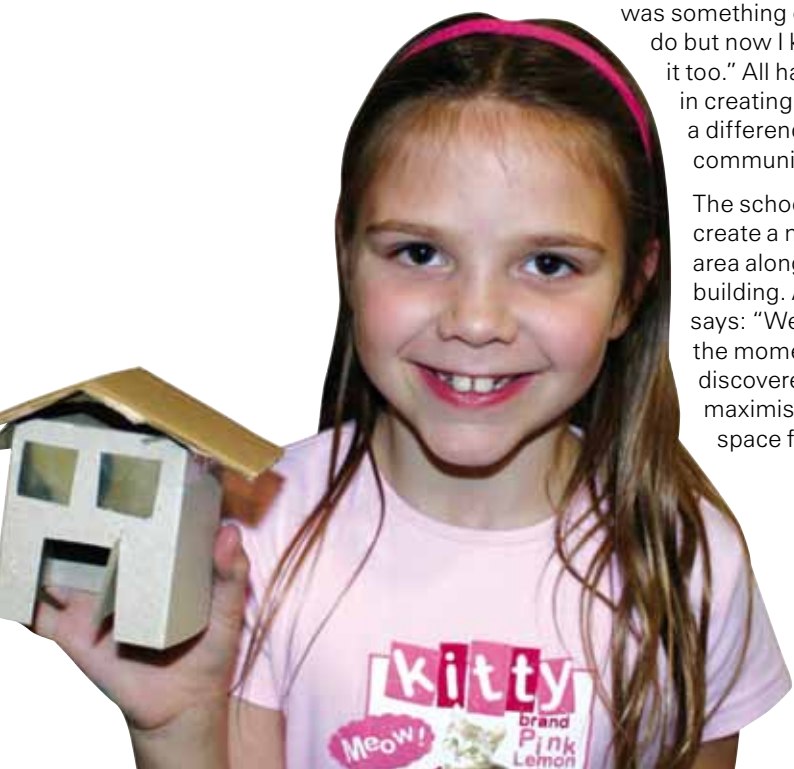 was something
do but now I
it too.” All
in creating
a differenc
communi
The schoo
create a
area along
building.
says: “We
the mome
discovere
maximis
space f
kitty
brand
Pink
Lemon
Meow!